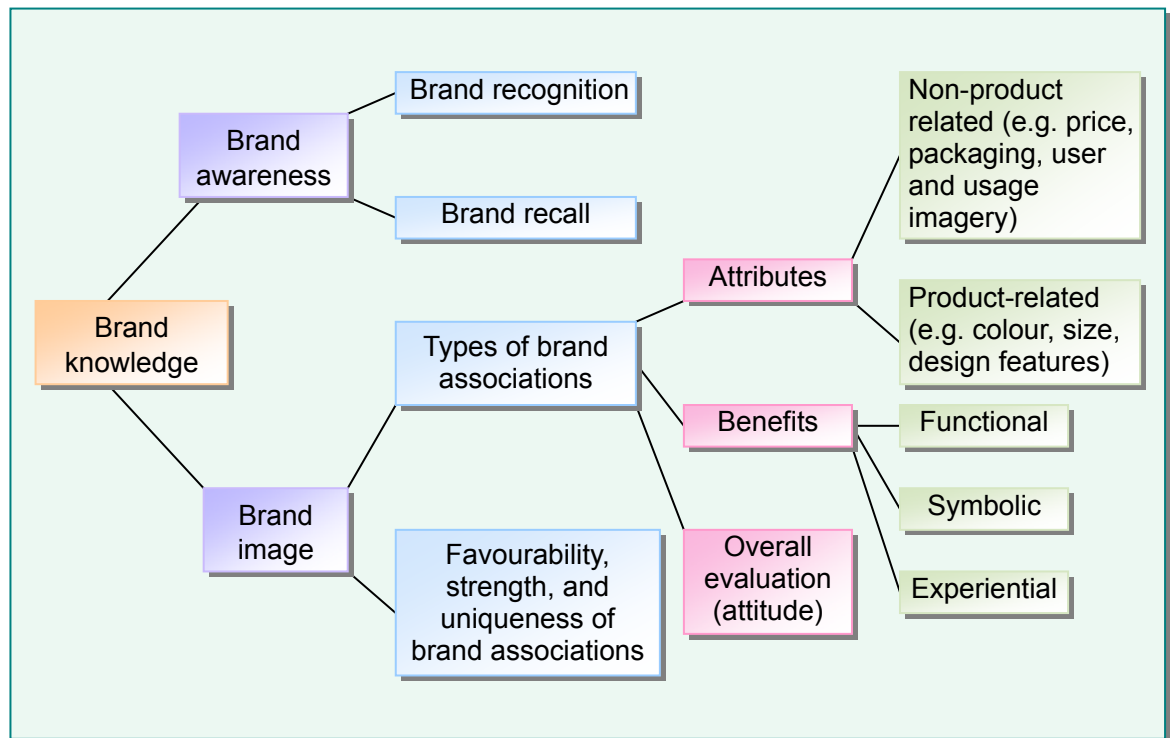 Brand recognition
Brand
awareness
Brand recall
Brand
knowledge
Types of brand
associations
Brand
image
Favourability,
strength, and
uniqueness of
brand associations
Attributes
Benefits
Overall
evaluation
(attitude)
Non-product
related (e.g. price,
packaging, user
and usage
imagery)
Product-related
(e.g. colour, size,
design features)
Functional
Symbolic
Experiential